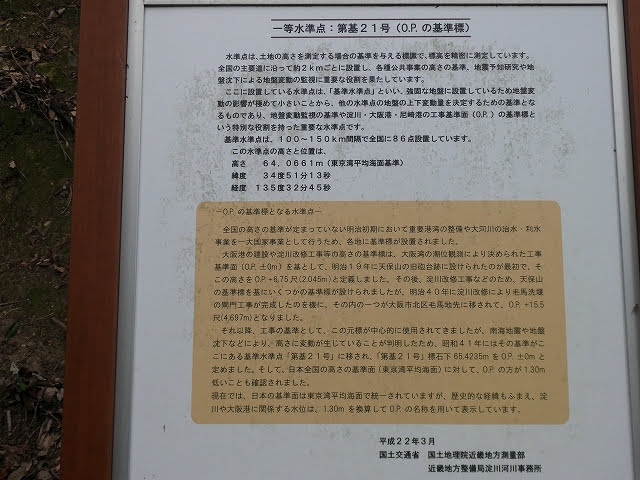 一等水準点：第基２１号（O.P. の基準標）
水準点は、土地の高さを測定する場合の基準を与える標識で、標高を精密に測定しています。
全国の主要道に沿って約２ｋｍごとに設置し、各種公共事業の高さの基準、地震予知研究や地
盤沈下による地盤変動の監視に重要な役割を果たしています。
ここに設置している水準点は、「基準水準点」といい、強固な地盤に設置しているため地盤変
動の影響が極めて小さいことから、他の水準点の地盤の上下変動量を決定するための基準とな
るものであり、地盤変動監視の基準や淀川・大阪港・尼崎港の工事基準面（O.P.）の基準標と
いう特別な役割を持った重要な水準点です。
基準水準点は、１００～１５０ｋｍ間隔で全国に８６点設置しています。
この水準点の高さと位置は、
高さ　６４．０６６１ｍ（東京湾平均海面基準）
緯度　３４度５１分１３秒
経度　１３５度３２分４５秒
－O.P. の基準標となる水準点－
全国の高さの基準が定まっていない明治初期において重要港湾の整備や大河川の治水・利水
事業を一大国家事業として行うため、各地に基準標が設置されました。
大阪港の建設や淀川改修工事等の高さの基準標は、大阪湾の潮位観測により決められた工事
基準面（O.P. ±0m）を基として、明治１９年に天保山の旧砲台跡に設けられたのが最初で、そ
この高さをO.P.+6.75 尺(2.045m)と定義しました。その後、淀川改修工事などのため、天保山
の基準標を基にいくつかの基準標が設けられましたが、明治４０年に淀川改修により毛馬洗堰
の閘門工事が完成したのを機に、その内の一つが大阪市北区毛馬地先に移されて、O.P. +15.5
尺(4.697m)となりました。
それ以降、工事の基準として、この元標が中心的に使用されてきましたが、南海地震や地盤
沈下などにより、高さに変動が生じていることが判明したため、昭和４１年にはその基準がこ
こにある基準水準点「第基２１号」に移され、「第基２１号」標石下 65.4235m を O.P. ±0m と
定めました。そして、日本全国の高さの基準面（東京湾平均海面）に対して、O.P. の方が 1.30m
低いことも確認されました。
現在では、日本の基準面は東京湾平均海面で統一されていますが、歴史的な経緯もふまえ、淀
川や大阪港に関係する水位は、1.30m を換算して O.P. の名称を用いて表示しています。
平成２２年３月
国土交通省　国土地理院近畿地方測量部
近畿地方整備局淀川河川事務所